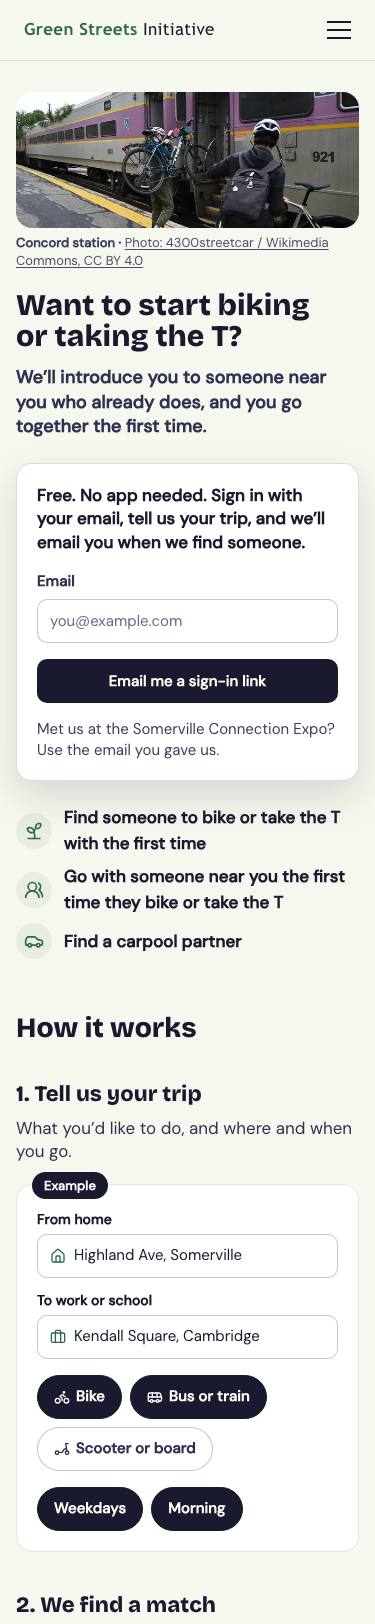 Green Streets Initiative
921
Concord station · Photo: 4300streetcar / Wikimedia
Commons, CC BY 4.0
Want to start biking
or taking the T?
We’ll introduce you to someone near
you who already does, and you go
together the first time.
Free. No app needed. Sign in with
your email, tell us your trip, and we’ll
email you when we find someone.
Email
you@example.com
Email me a sign-in link
Met us at the Somerville Connection Expo?
Use the email you gave us.
Find someone to bike or take the T
with the first time
Go with someone near you the first
time they bike or take the T
Find a carpool partner
How it works
1. Tell us your trip
What you’d like to do, and where and when
you go.
Example
From home
Highland Ave, Somerville
To work or school
Kendall Square, Cambridge
Bike
Bus or train
Scooter or board
Weekdays
Morning
2. We find a match